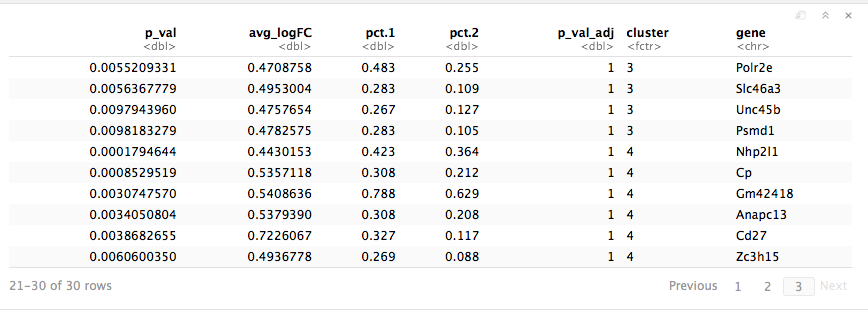 p_val avg_logFC pct.1 pct.2 p_val_adj cluster gene
<dbl> <dbl> <dbl> <dbl> <dbl> <fctr> <chr>
0.0055209331 0.4708758 0.483 0.255 1 3 Polr2e
0.0056367779 0.4953004 0.283 0.109 1 3 Slc46a3
0.0097943960 0.4757654 0.267 0.127 1 3 Unc45b
0.0098183279 0.4782575 0.283 0.105 1 3 Psmd1
0.0001794644 0.4430153 0.423 0.364 1 4 Nhp2l1
0.0008529519 0.5357118 0.308 0.212 1 4 Cp
0.0030747570 0.5408636 0.788 0.629 1 4 Gm42418
0.0034050804 0.5379390 0.308 0.208 1 4 Anapc13
0.0038682655 0.7226067 0.327 0.117 1 4 Cd27
0.0060600350 0.4936778 0.269 0.088 1 4 Zc3h15
21-30 of 30 rows Previous 1 2 3 Next